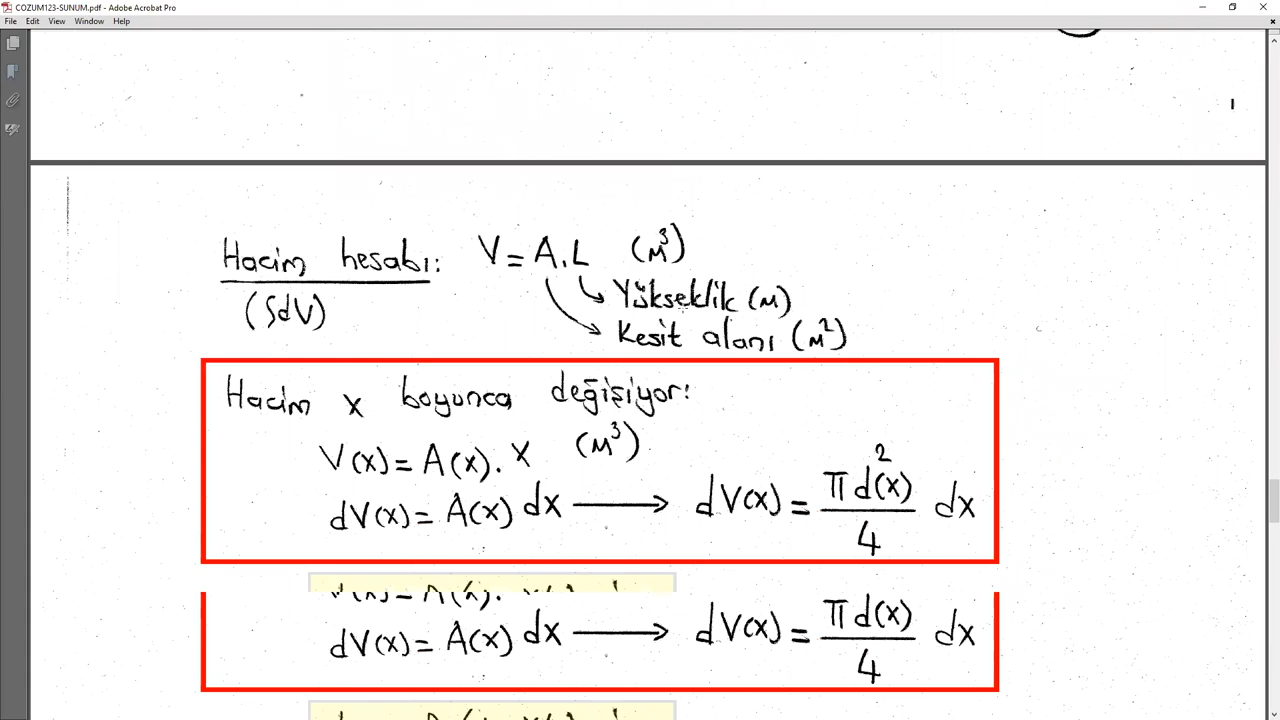 COZUM123-SUNUM.pdf - Adobe Acrobat Pro
File Edit View Window Help
1
Hacim hesabı: V = A.L (m³)
(∫dV)
Yükseklik (m)
Kesit alanı (m²)
Hacim x boyunca değişiyor:
V(x) = A(x). x (m³)
dV(x) = A(x) dx → dV(x) = πd(x)²/4 dx
dV(x) = A(x) dx → dV(x) = πd(x)/4 dx